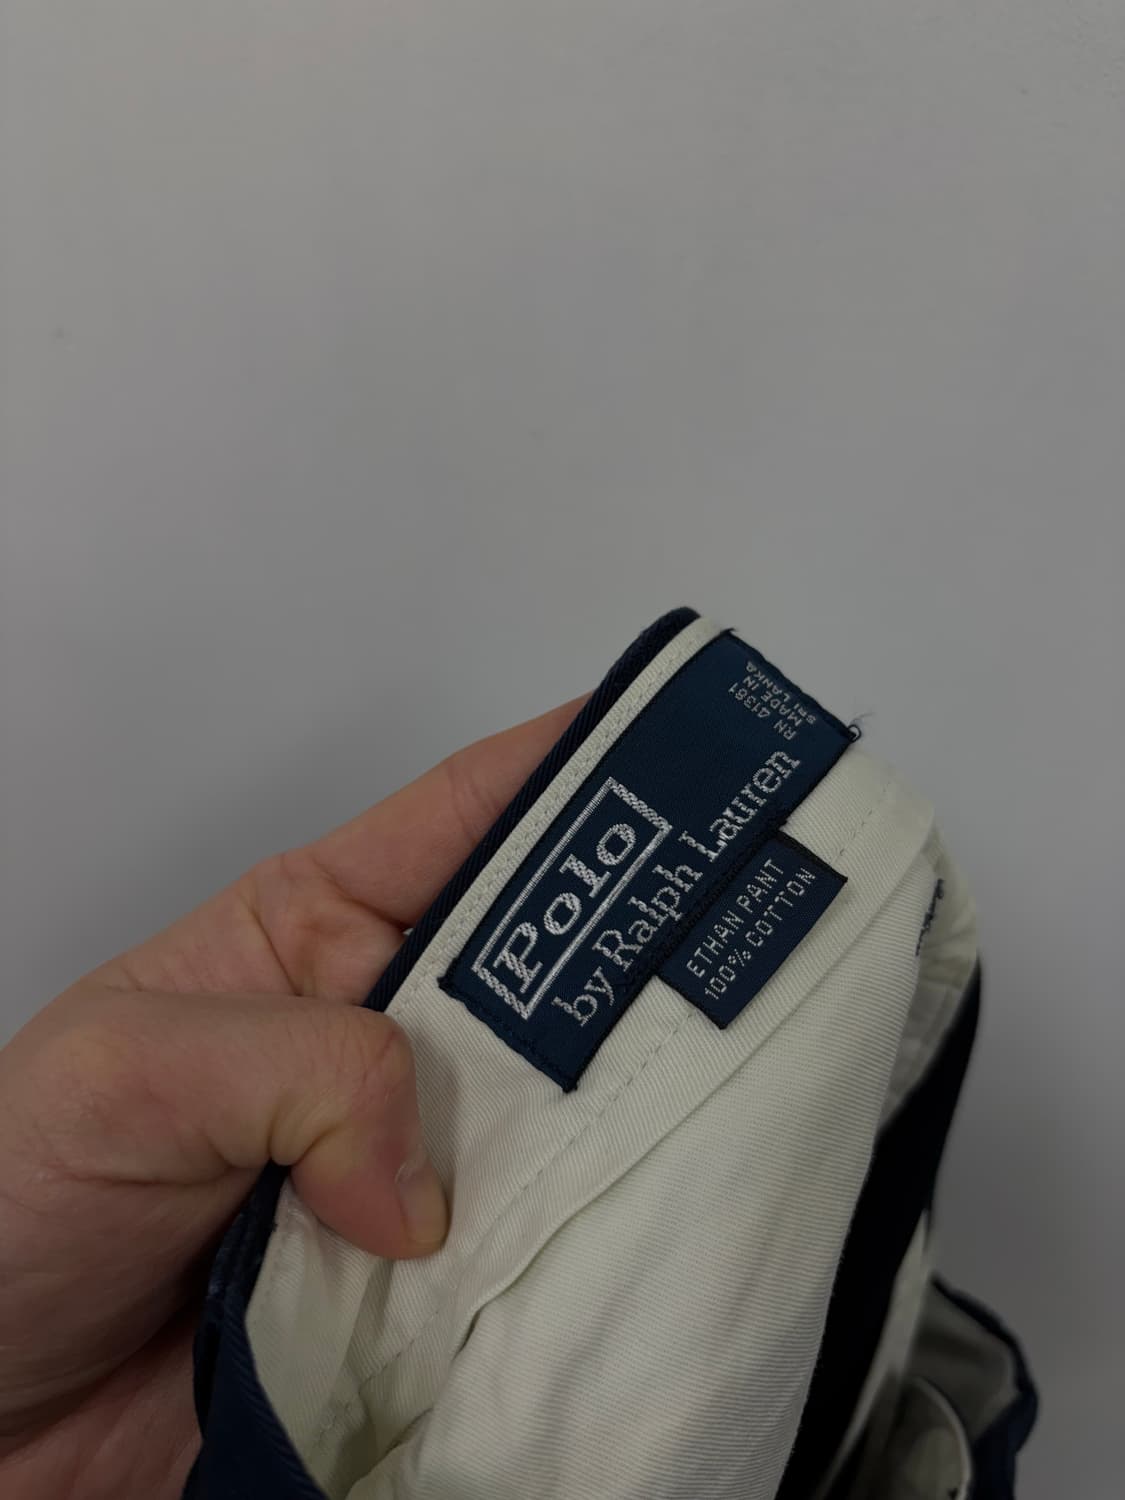 Polo
by Ralph Lauren
RN 41381
MADE IN
SRI LANKA
ETHAN PANT
100% COTTON